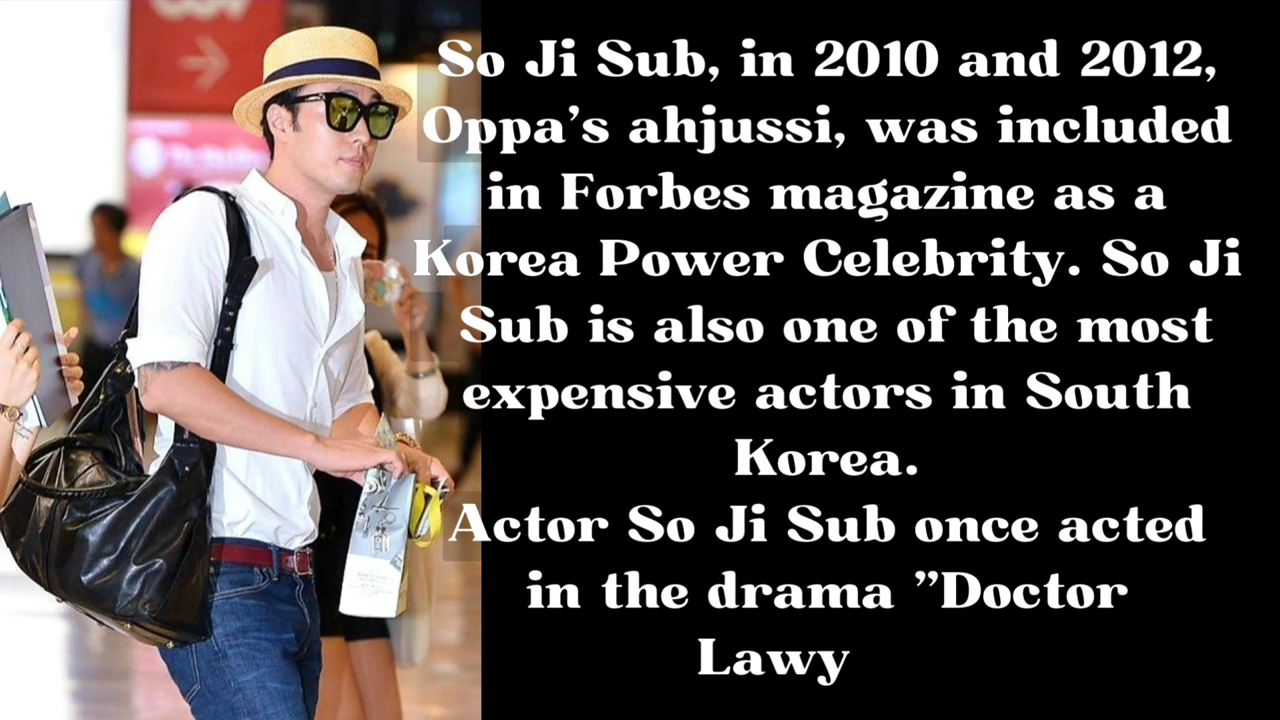 So Ji Sub, in 2010 and 2012,
Oppa's ahjussi, was included
in Forbes magazine as a
Korea Power Celebrity. So Ji
Sub is also one of the most
expensive actors in South
Korea.
Actor So Ji Sub once acted
in the drama ”Doctor
Lawy